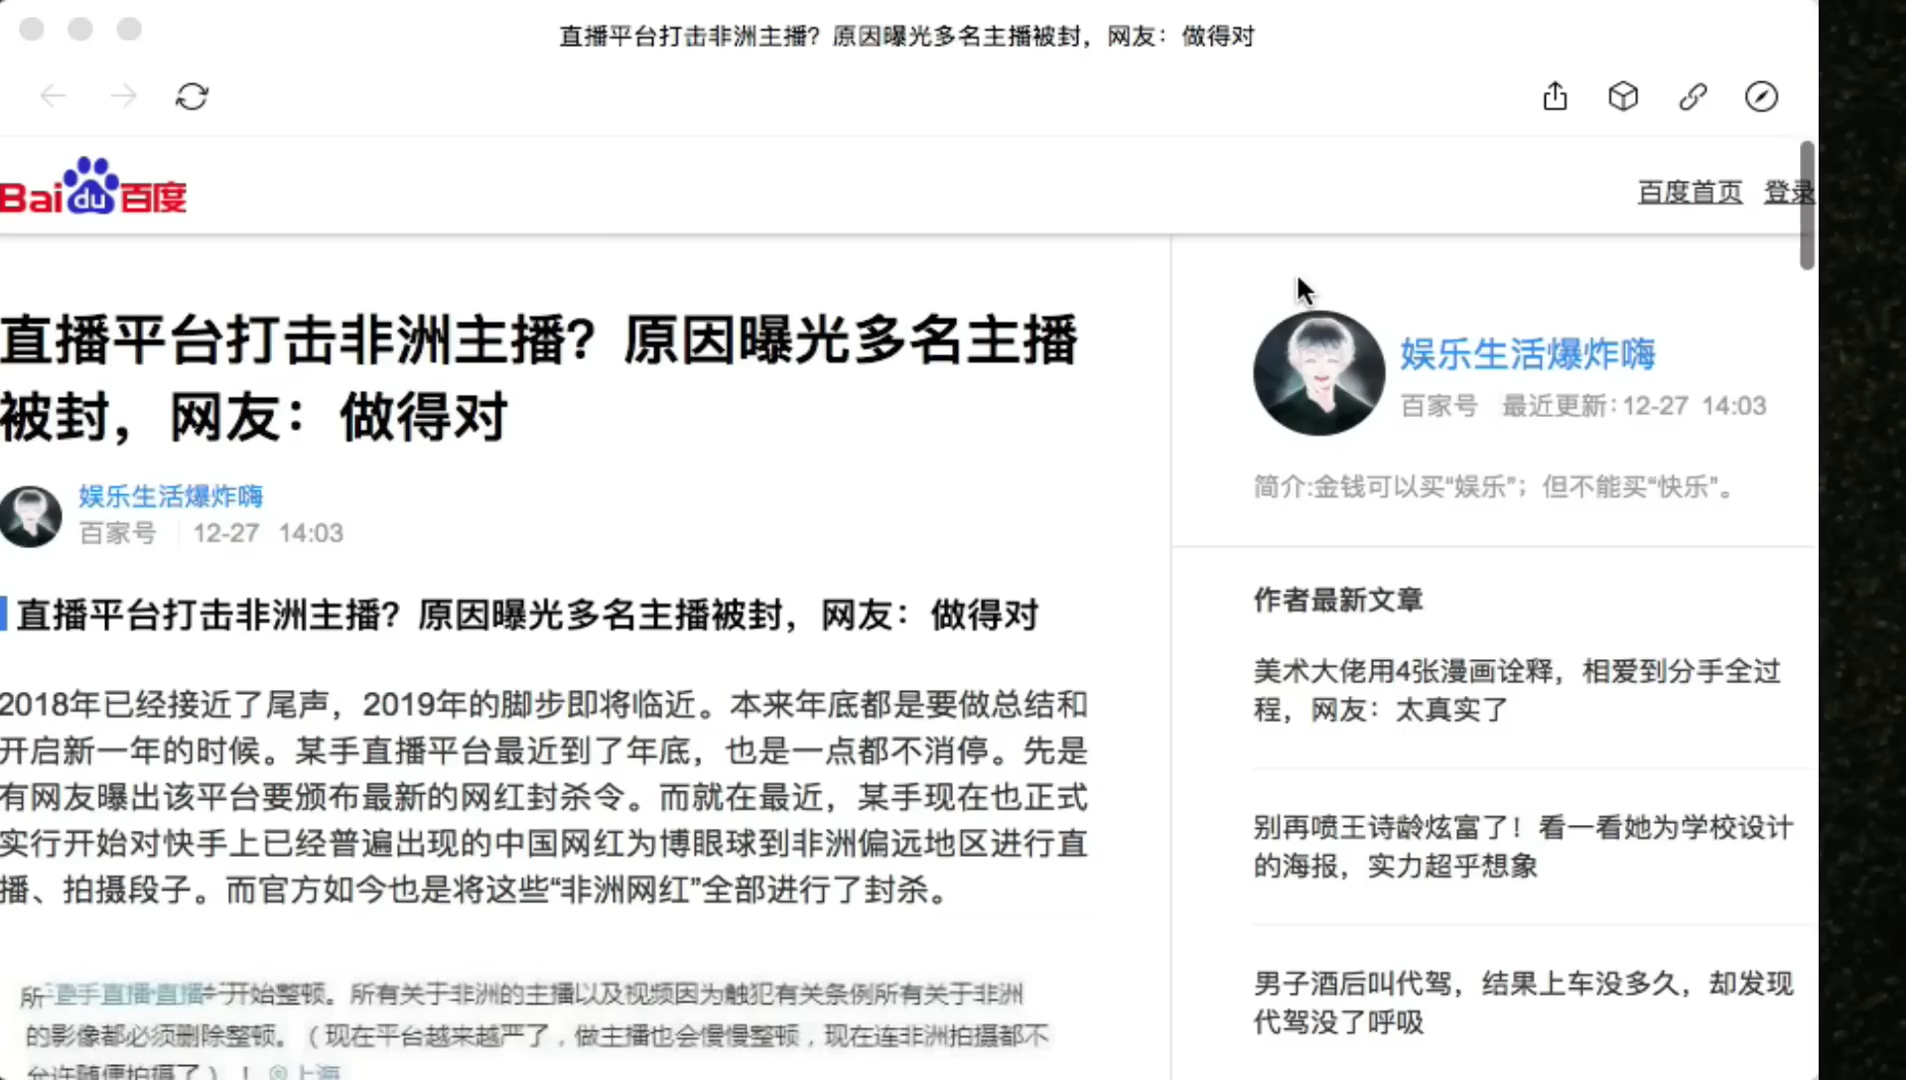 直播平台打击非洲主播？原因曝光多名主播被封，网友：做得对
Bai du 百度
百度首页 登录
直播平台打击非洲主播？原因曝光多名主播
被封，网友：做得对
娱乐生活爆炸嗨
百家号 12-27 14:03
直播平台打击非洲主播？原因曝光多名主播被封，网友：做得对
2018年已经接近了尾声，2019年的脚步即将临近。本来年底都是要做总结和
开启新一年的时候。某手直播平台最近到了年底，也是一点都不消停。先是
有网友曝出该平台要颁布最新的网红封杀令。而就在最近，某手现在也正式
实行开始对快手上已经普遍出现的中国网红为博眼球到非洲偏远地区进行直
播、拍摄段子。而官方如今也是将这些“非洲网红”全部进行了封杀。
开始整顿。所有关于非洲的主播以及视频因为触犯有关条例所有关于非洲
的影像都必须删除整顿。（现在平台越来越严了，做主播也会慢慢整顿，现在连非洲拍摄都不
允许随便拍摄了）！ @上海
娱乐生活爆炸嗨
百家号 最近更新：12-27 14:03
简介:金钱可以买“娱乐”；但不能买“快乐”。
作者最新文章
美术大佬用4张漫画诠释，相爱到分手全过
程，网友：太真实了
别再喷王诗龄炫富了！看一看她为学校设计
的海报，实力超乎想象
男子酒后叫代驾，结果上车没多久，却发现
代驾没了呼吸